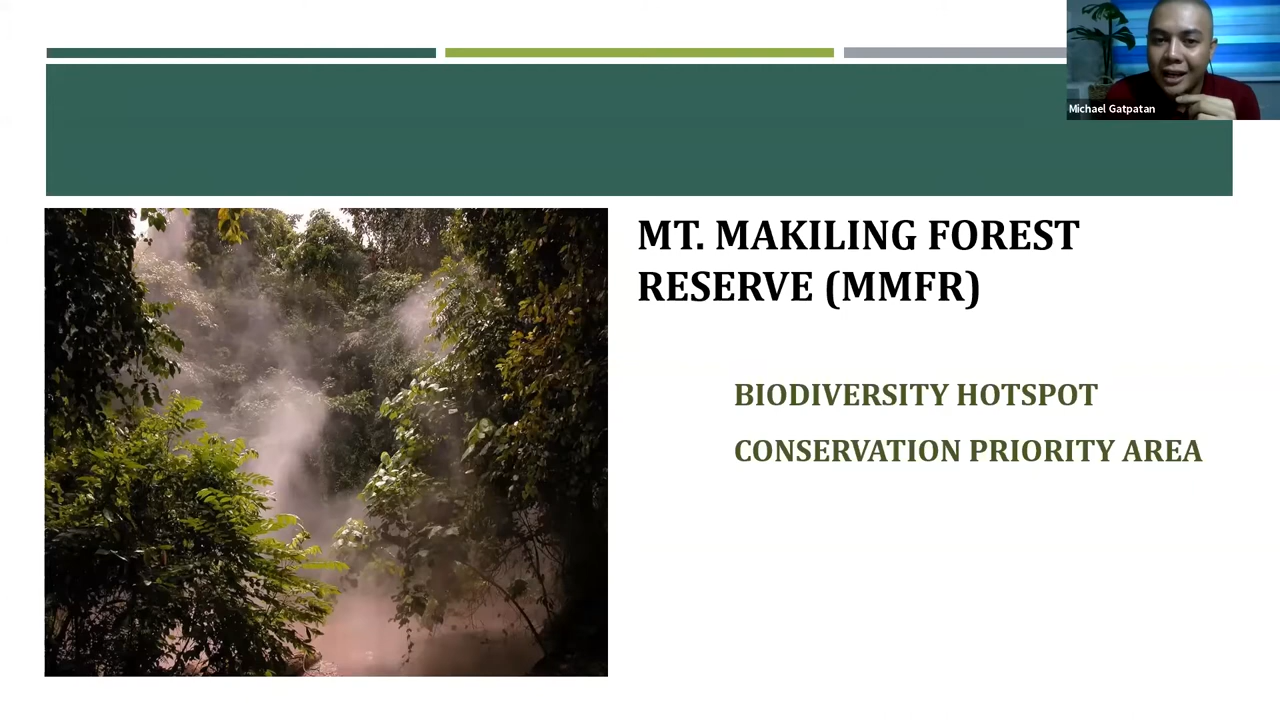 Michael Gatpatan
MT. MAKILING FOREST
RESERVE (MMFR)
BIODIVERSITY HOTSPOT
CONSERVATION PRIORITY AREA